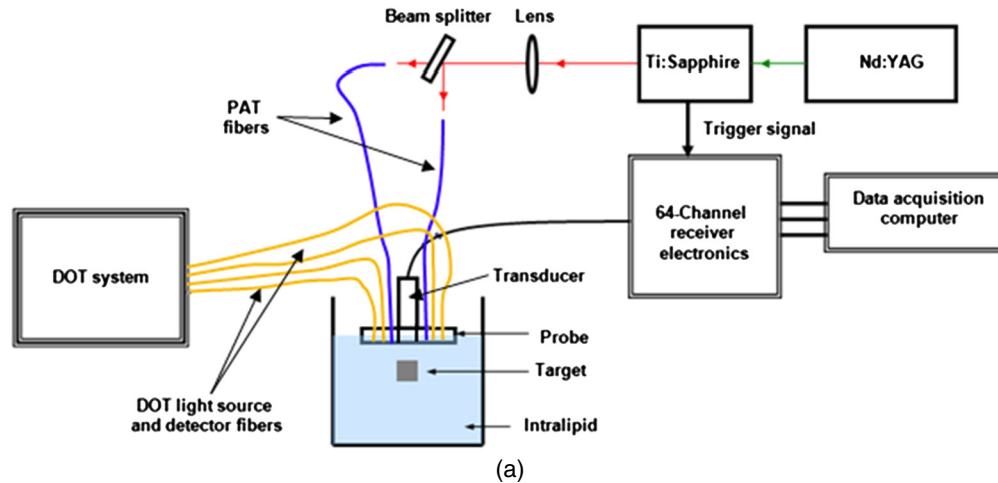 Beam splitter
Lens
Ti:Sapphire
Nd:YAG
PAT
fibers
Trigger signal
DOT system
64-Channel
receiver
electronics
Data acquisition
computer
Transducer
Probe
Target
DOT light source
and detector fibers
Intralipid
(a)